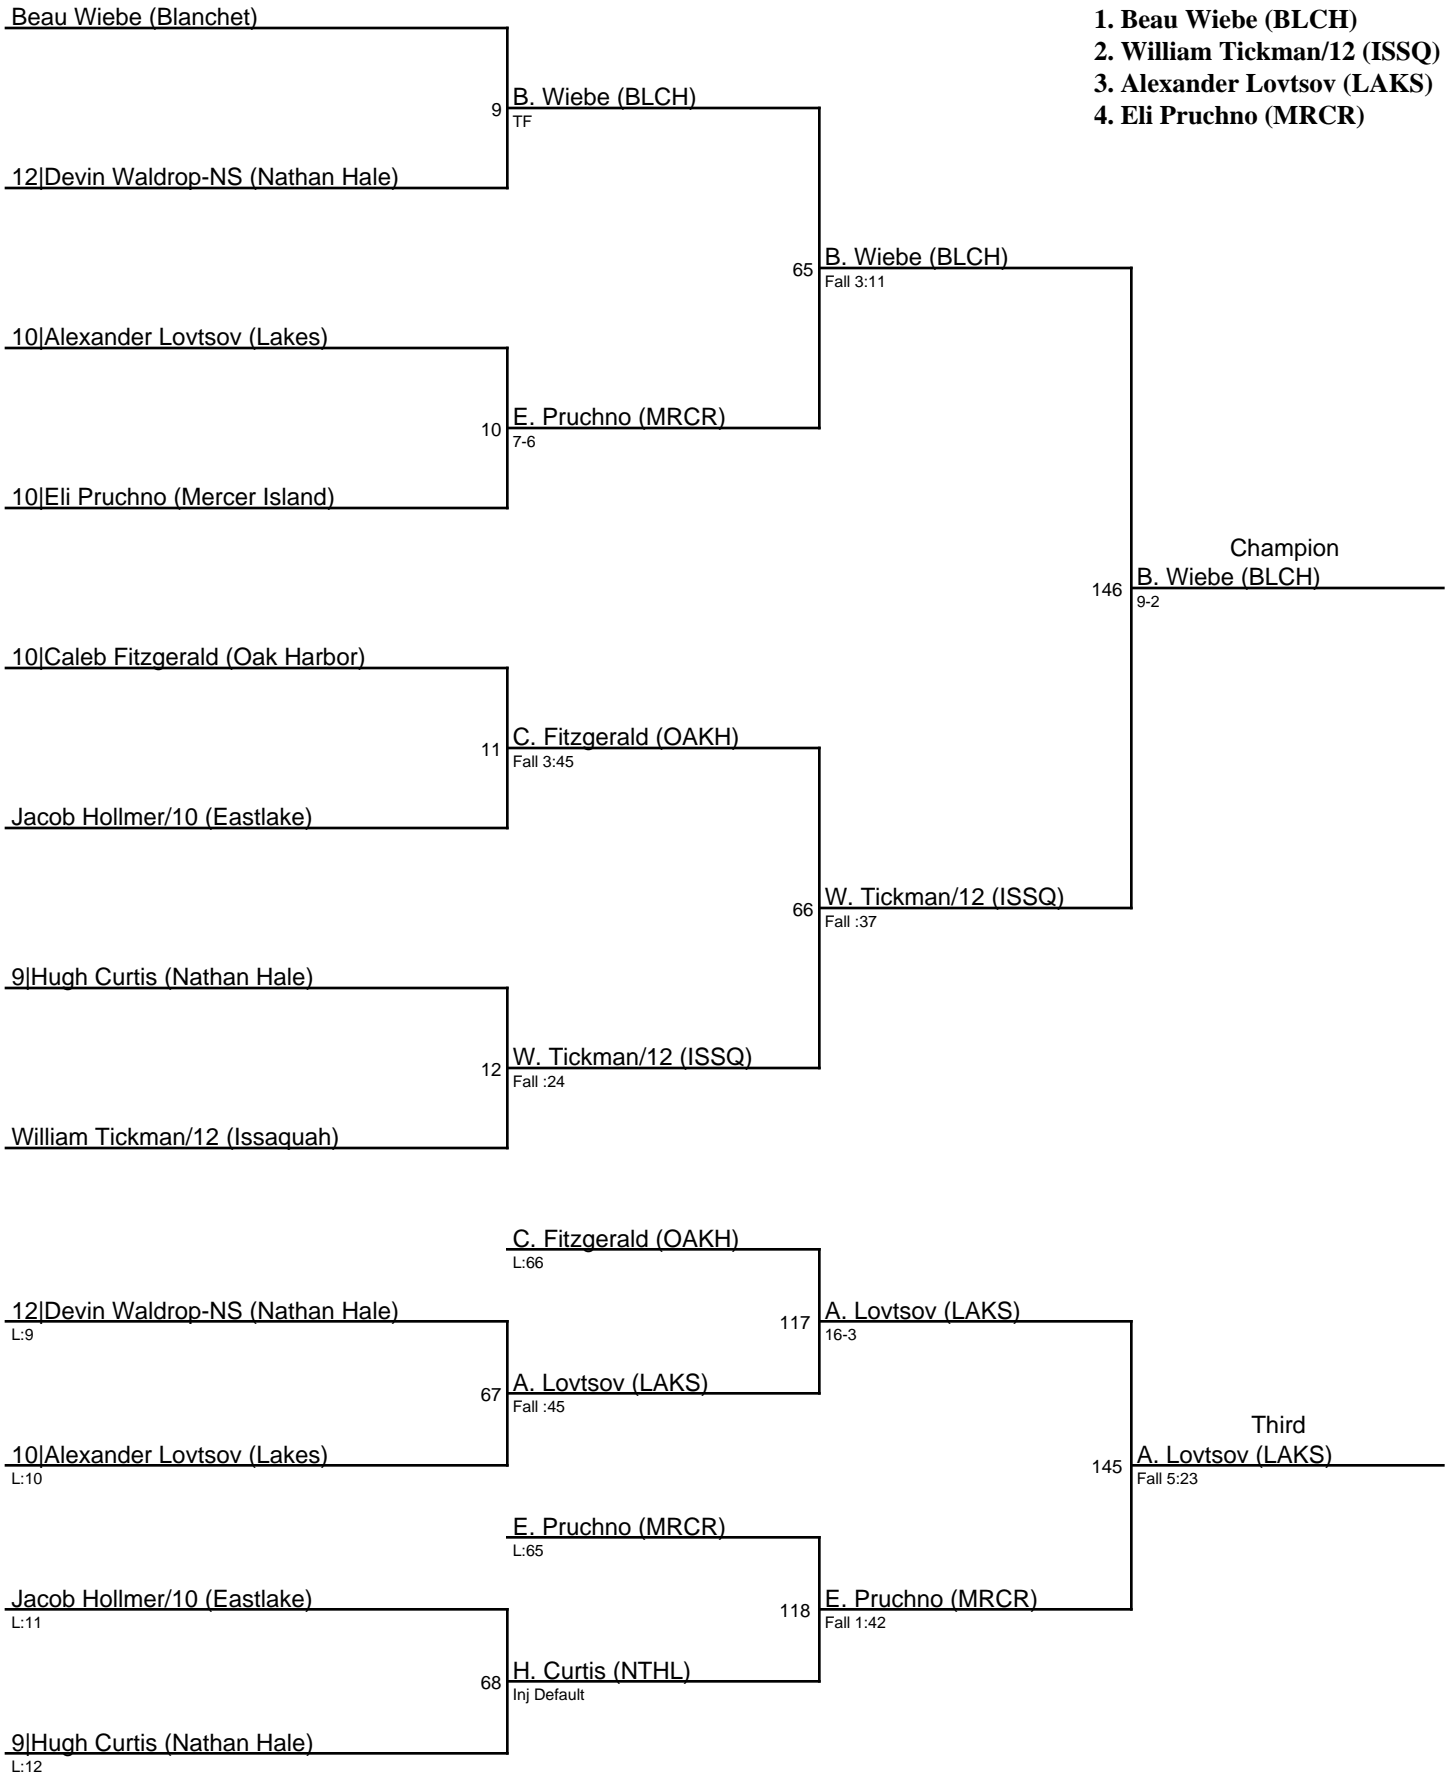 Beau Wiebe (Blanchet)
1. Beau Wiebe (BLCH)
2. William Tickman/12 (ISSQ)
3. Alexander Lovtsov (LAKS)
4. Eli Pruchno (MRCR)
9 B. Wiebe (BLCH)
TF
12|Devin Waldrop-NS (Nathan Hale)
65 B. Wiebe (BLCH)
Fall 3:11
10|Alexander Lovtsov (Lakes)
10 E. Pruchno (MRCR)
7-6
10|Eli Pruchno (Mercer Island)
Champion
146 B. Wiebe (BLCH)
9-2
10|Caleb Fitzgerald (Oak Harbor)
11 C. Fitzgerald (OAKH)
Fall 3:45
Jacob Hollmer/10 (Eastlake)
66 W. Tickman/12 (ISSQ)
Fall :37
9|Hugh Curtis (Nathan Hale)
12 W. Tickman/12 (ISSQ)
Fall :24
William Tickman/12 (Issaquah)
C. Fitzgerald (OAKH)
L:66
12|Devin Waldrop-NS (Nathan Hale)
L:9
117 A. Lovtsov (LAKS)
16-3
67 A. Lovtsov (LAKS)
Fall :45
10|Alexander Lovtsov (Lakes)
L:10
Third
145 A. Lovtsov (LAKS)
Fall 5:23
E. Pruchno (MRCR)
L:65
Jacob Hollmer/10 (Eastlake)
L:11
118 E. Pruchno (MRCR)
Fall 1:42
68 H. Curtis (NTHL)
Inj Default
9|Hugh Curtis (Nathan Hale)
L:12